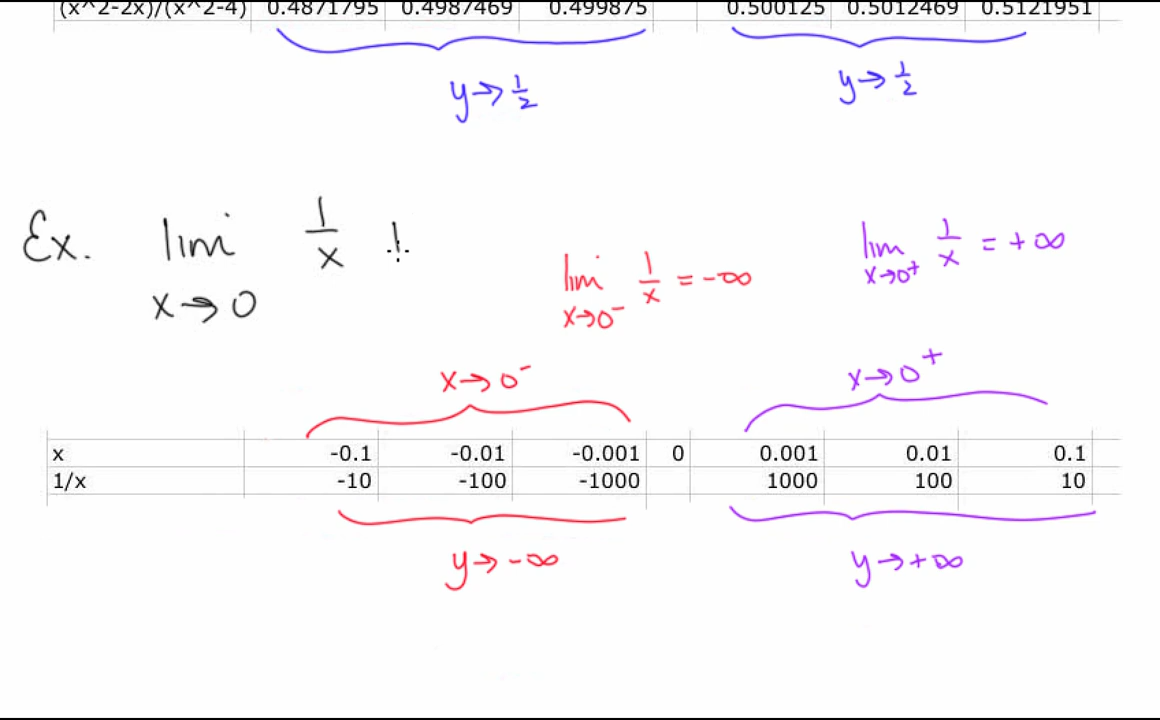 (x^2-2x)/(x^2-4) 0.4871795 0.4987469 0.499875 0.500125 0.5012469 0.5121951
y→1/2 y→1/2
Ex. lim x→0 1/x
lim x→0⁻ 1/x = -∞
lim x→0⁺ 1/x = +∞
x→0⁻ x→0⁺
x -0.1 -0.01 -0.001 0 0.001 0.01 0.1
1/x -10 -100 -1000 1000 100 10
y→-∞ y→+∞